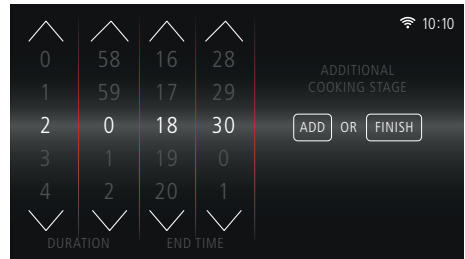 10:10
0 58 16 28
1 59 17 29
2 0 18 30
3 1 19 0
4 2 20 1
DURATION END TIME
ADDITIONAL
COOKING STAGE
ADD OR FINISH